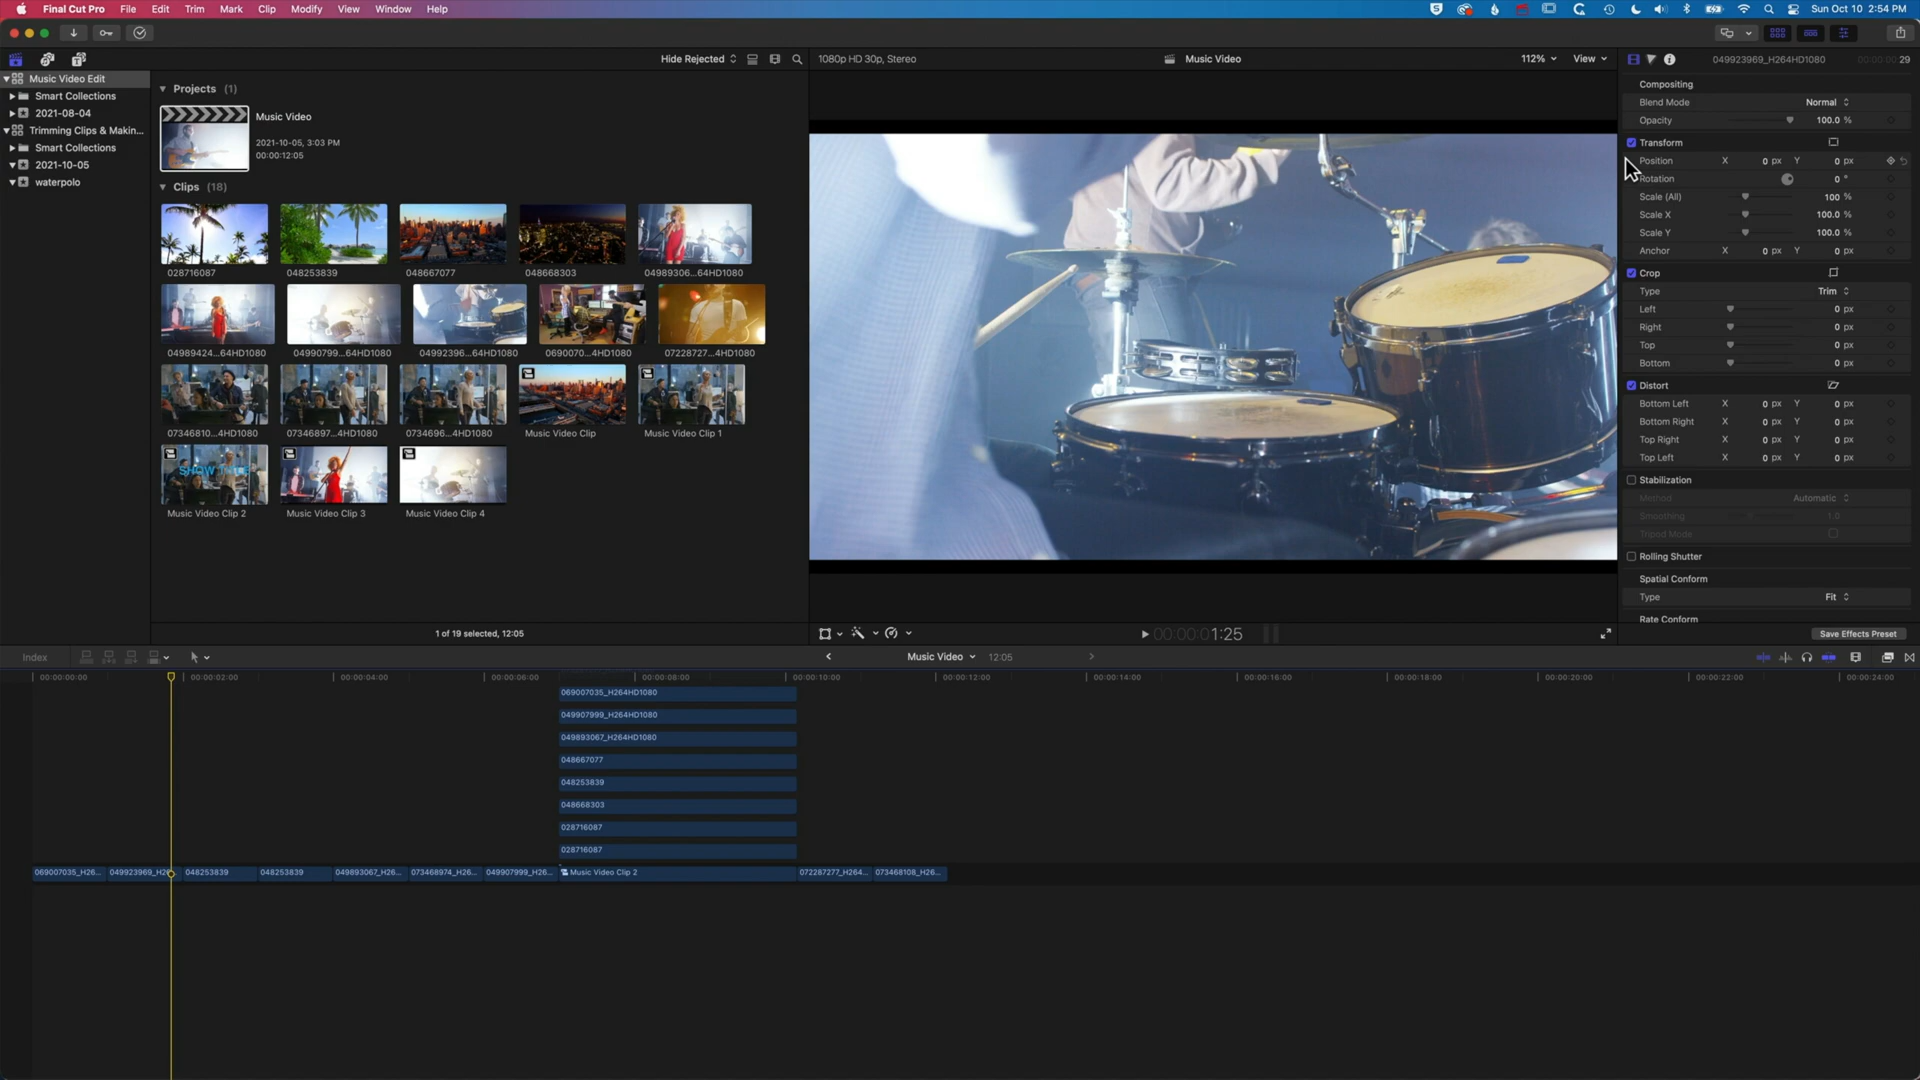 Final Cut Pro File Edit Trim Mark Clip Modify View Window Help Sun Oct 10 2:54 PM
Hide Rejected 1080p HD 30p, Stereo Music Video 112% View 049923969_H264HD1080 00:00:00:29
Music Video Edit
Smart Collections
2021-08-04
Trimming Clips & Makin...
Smart Collections
2021-10-05
waterpolo
Projects (1)
Music Video
2021-10-05, 3:03 PM
00:00:12:05
Clips (18)
028716087 048253839 048667077 048668303 04989306...64HD1080
04989424...64HD1080 04990799...64HD1080 04992396...64HD1080 0690070...4HD1080 07228727...4HD1080
07346810...4HD1080 07346897...4HD1080 0734696...4HD1080 Music Video Clip Music Video Clip 1
SHOW TITLE
Music Video Clip 2 Music Video Clip 3 Music Video Clip 4
1 of 19 selected, 12:05
00:00:01:25
Compositing
Blend Mode Normal
Opacity 100.0 %
Transform
Position X 0 px Y 0 px
Rotation 0 °
Scale (All) 100 %
Scale X 100.0 %
Scale Y 100.0 %
Anchor X 0 px Y 0 px
Crop
Type Trim
Left 0 px
Right 0 px
Top 0 px
Bottom 0 px
Distort
Bottom Left X 0 px Y 0 px
Bottom Right X 0 px Y 0 px
Top Right X 0 px Y 0 px
Top Left X 0 px Y 0 px
Stabilization
Method Automatic
Smoothing 1.0
Tripod Mode
Rolling Shutter
Spatial Conform
Type Fit
Rate Conform
Save Effects Preset
Index Music Video 12:05
00:00:00:00 00:00:02:00 00:00:04:00 00:00:06:00 00:00:08:00 00:00:10:00 00:00:12:00 00:00:14:00 00:00:16:00 00:00:18:00 00:00:20:00 00:00:22:00 00:00:24:00
069007035_H264HD1080
049907999_H264HD1080
049893067_H264HD1080
048667077
048253839
048668303
028716087
028716087
069007035_H26... 049923969_H26 048253839 048253839 049893067_H26... 073468974_H26... 049907999_H26... Music Video Clip 2 072287277_H264... 073468108_H26...